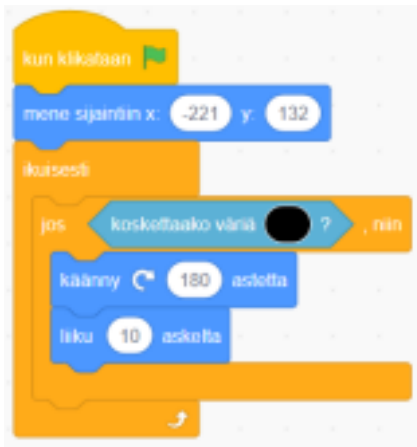 kun klikataan
mene sijaintiin x: -221 y: 132
ikuisesti
jos koskettaako väriä ? , niin
käänny 180 astetta
liiku 10 askelta